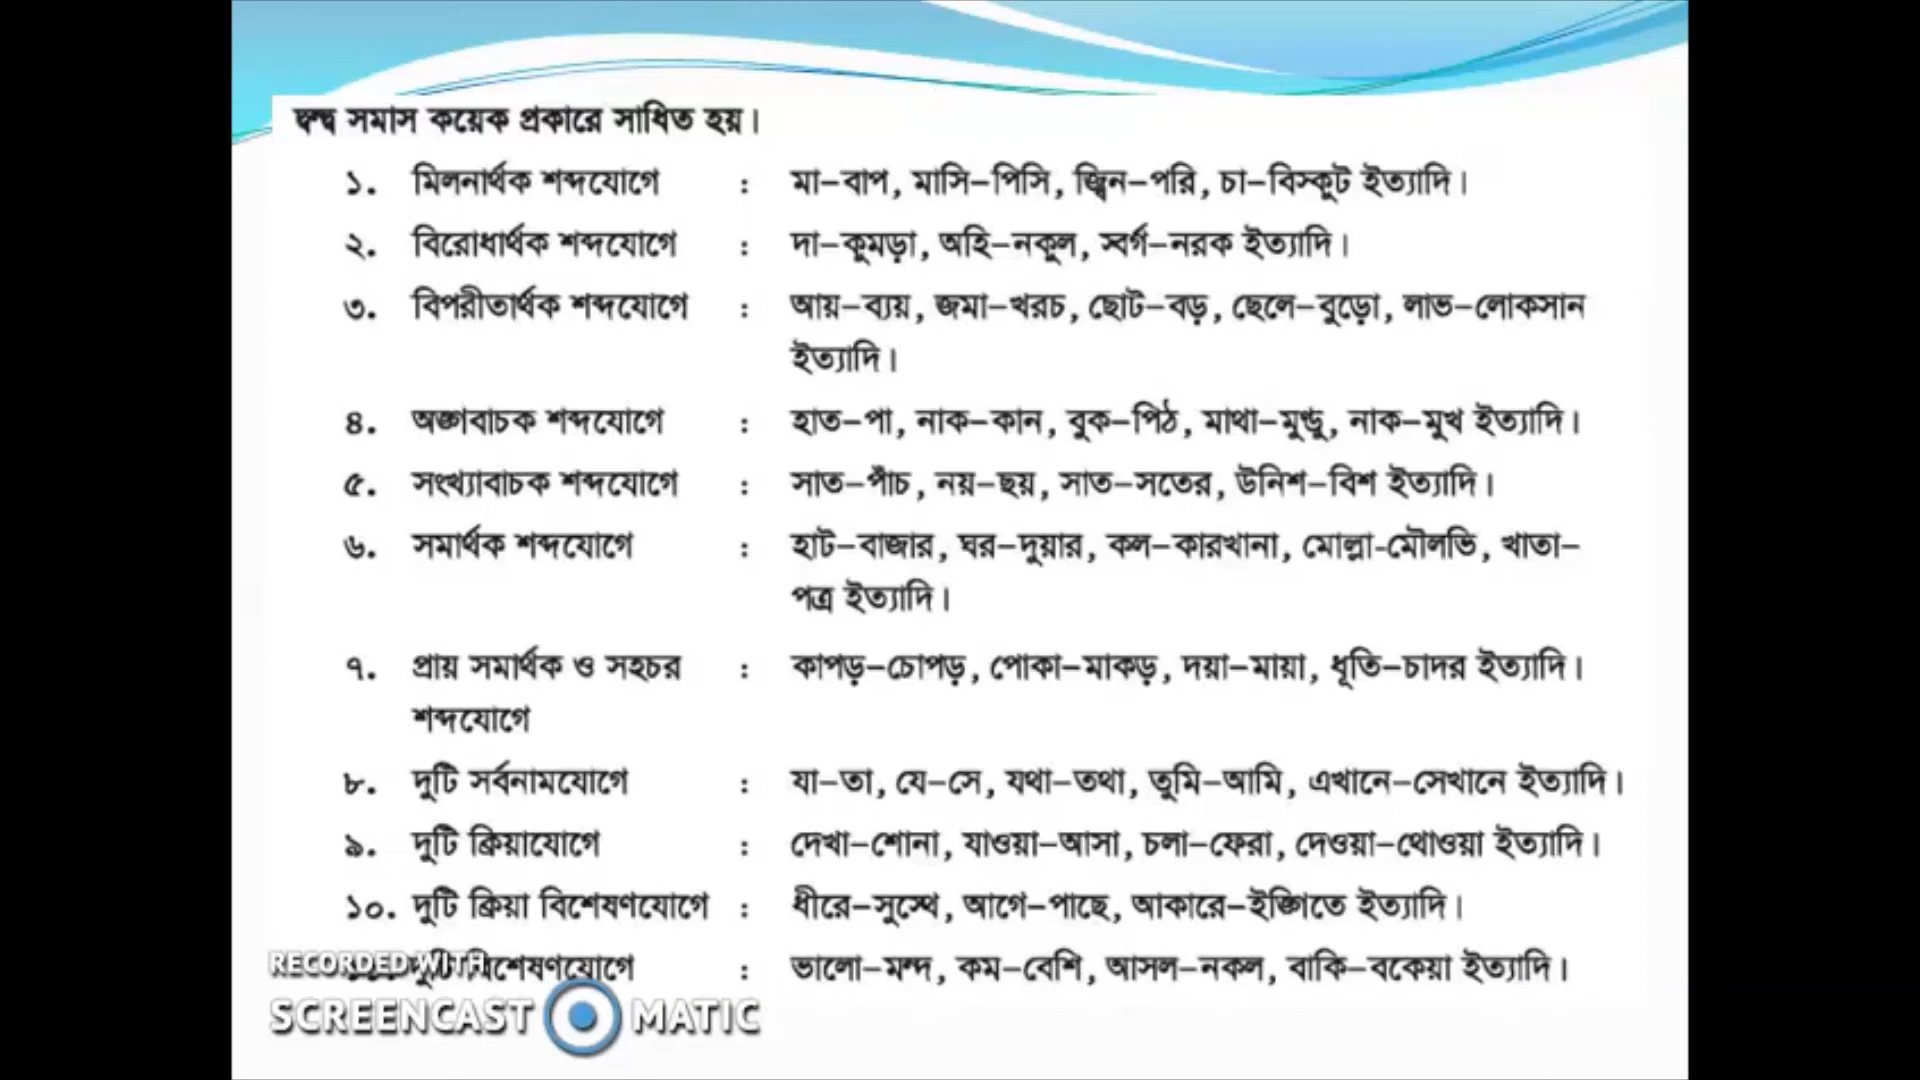 দ্বন্দ্ব সমাস কয়েক প্রকারে সাধিত হয়।
১. মিলনার্থক শব্দযোগে : মা-বাপ, মাসি-পিসি, জ্বিন-পরি, চা-বিস্কুট ইত্যাদি।
২. বিরোধার্থক শব্দযোগে : দা-কুমড়া, অহি-নকুল, স্বর্গ-নরক ইত্যাদি।
৩. বিপরীতার্থক শব্দযোগে : আয়-ব্যয়, জমা-খরচ, ছোট-বড়, ছেলে-বুড়ো, লাভ-লোকসান
ইত্যাদি।
৪. অঙ্গবাচক শব্দযোগে : হাত-পা, নাক-কান, বুক-পিঠ, মাথা-মুণ্ডু, নাক-মুখ ইত্যাদি।
৫. সংখ্যাবাচক শব্দযোগে : সাত-পাঁচ, নয়-ছয়, সাত-সতের, উনিশ-বিশ ইত্যাদি।
৬. সমার্থক শব্দযোগে : হাট-বাজার, ঘর-দুয়ার, কল-কারখানা, মোল্লা-মৌলভি, খাতা-
পত্র ইত্যাদি।
৭. প্রায় সমার্থক ও সহচর : কাপড়-চোপড়, পোকা-মাকড়, দয়া-মায়া, ধূতি-চাদর ইত্যাদি।
শব্দযোগে
৮. দুটি সর্বনামযোগে : যা-তা, যে-সে, যথা-তথা, তুমি-আমি, এখানে-সেখানে ইত্যাদি।
৯. দুটি ক্রিয়াযোগে : দেখা-শোনা, যাওয়া-আসা, চলা-ফেরা, দেওয়া-থোওয়া ইত্যাদি।
১০. দুটি ক্রিয়া বিশেষণযোগে : ধীরে-সুস্থে, আগে-পাছে, আকারে-ইঙ্গিতে ইত্যাদি।
দুটি বিশেষণযোগে : ভালো-মন্দ, কম-বেশি, আসল-নকল, বাকি-বকেয়া ইত্যাদি।
RECORDED WITH
SCREENCAST MATIC